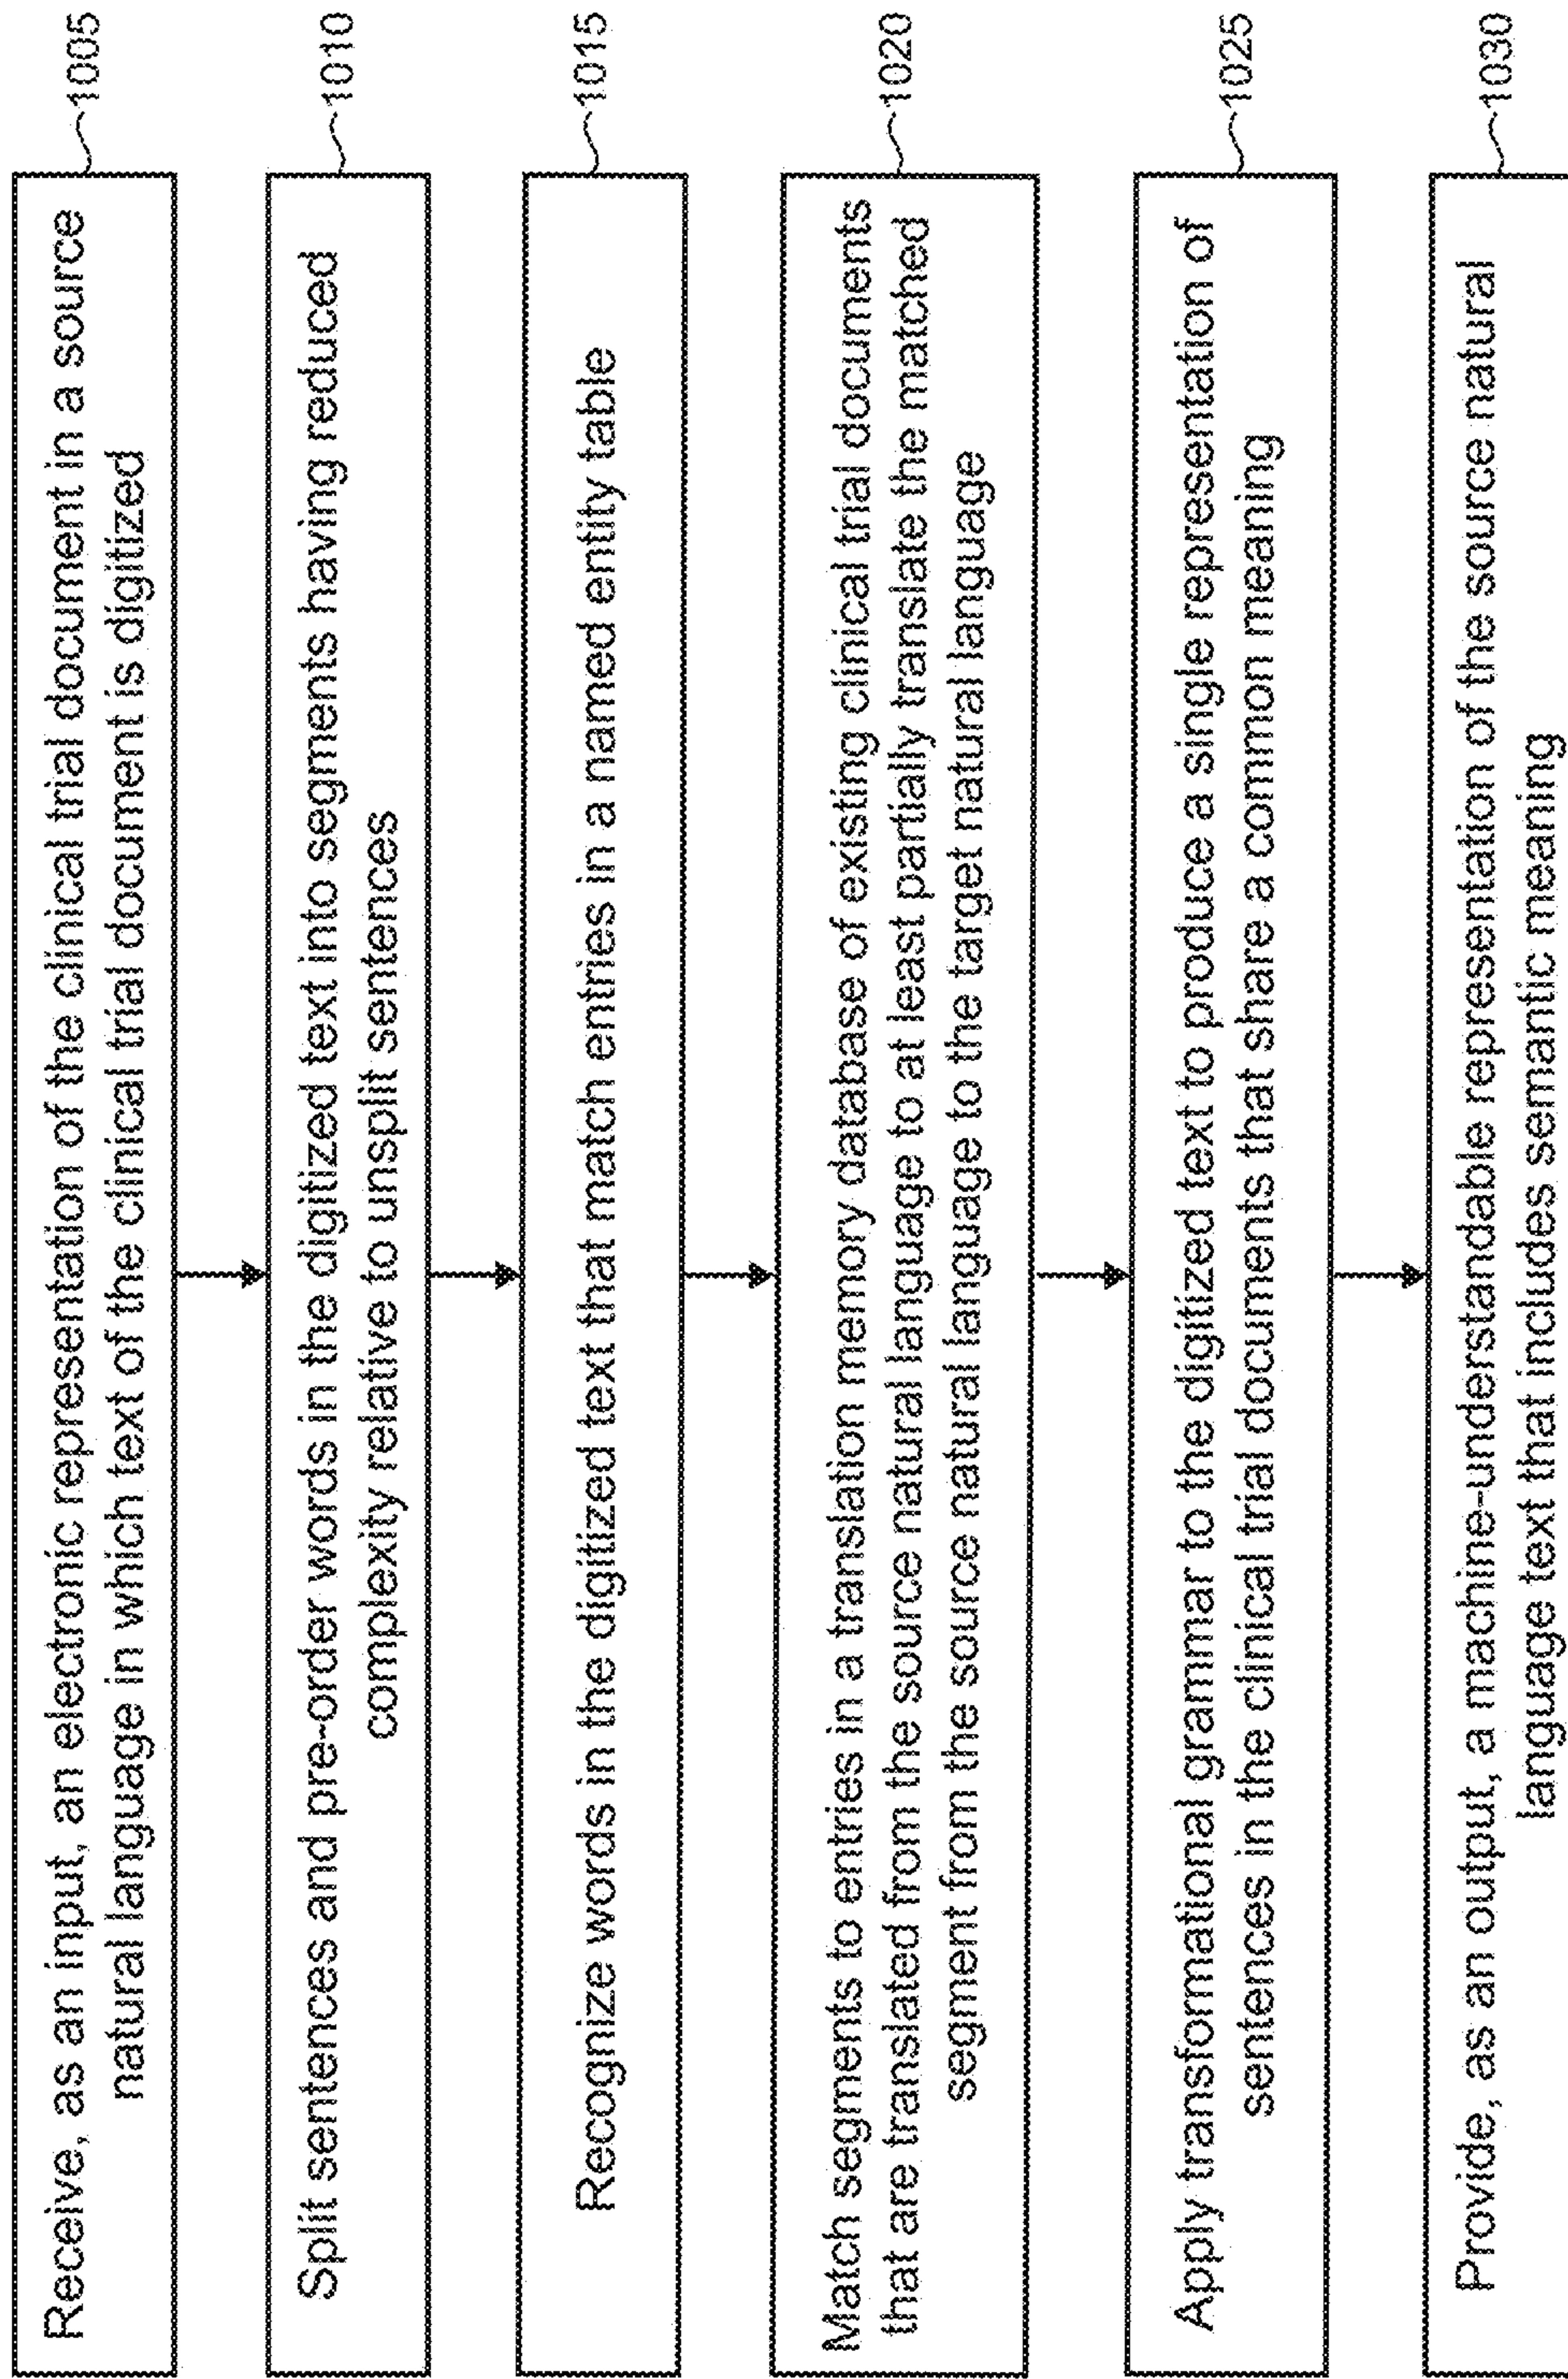 Receive, as an input, an electronic representation of the clinical trial document in a source
natural language in which text of the clinical trial document is digitized
1005
Split sentences and pre-order words in the digitized text into segments having reduced
complexity relative to unsplit sentences
1010
Recognize words in the digitized text that match entries in a named entity table
1015
Match segments to entries in a translation memory database of existing clinical trial documents
that are translated from the source natural language to at least partially translate the matched
segment from the source natural language to the target natural language
1020
Apply transformational grammar to the digitized text to produce a single representation of
sentences in the clinical trial documents that share a common meaning
1025
Provide, as an output, a machine-understandable representation of the source natural
language text that includes semantic meaning
1030